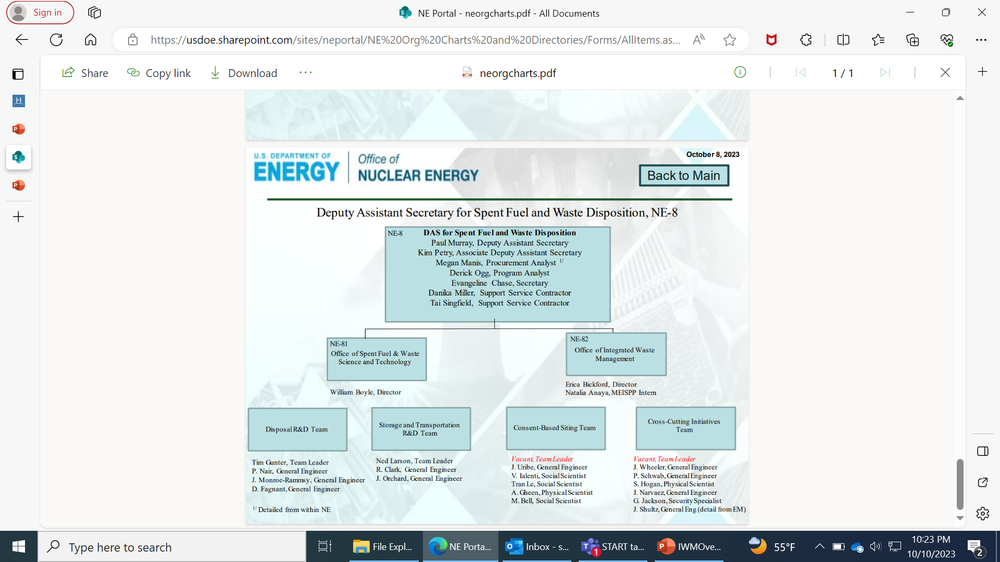 Sign in
NE Portal - neorgcharts.pdf - All Documents
https://usdoe.sharepoint.com/sites/neportal/NE%20Org%20Charts%20and%20Directories/Forms/AllItems.as...
Share
Copy link
Download
neorgcharts.pdf
1 / 1
U.S. DEPARTMENT OF
ENERGY
Office of
NUCLEAR ENERGY
October 8, 2023
Back to Main
Deputy Assistant Secretary for Spent Fuel and Waste Disposition, NE-8
NE-8
DAS for Spent Fuel and Waste Disposition
Paul Murray, Deputy Assistant Secretary
Kim Petry, Associate Deputy Assistant Secretary
Megan Manis, Procurement Analyst 1/
Derick Ogg, Program Analyst
Evangeline Chase, Secretary
Danika Miller, Support Service Contractor
Tai Singfield, Support Service Contractor
NE-81
Office of Spent Fuel & Waste
Science and Technology
William Boyle, Director
NE-82
Office of Integrated Waste
Management
Erica Bickford, Director
Natalia Anaya, MEISPP Intern
Disposal R&D Team
Tim Gunter, Team Leader
P. Nair, General Engineer
J. Monroe-Rammsy, General Engineer
D. Fagnant, General Engineer
Storage and Transportation
R&D Team
Ned Larson, Team Leader
R. Clark, General Engineer
J. Orchard, General Engineer
Consent-Based Siting Team
Vacant, Team Leader
J. Uribe, General Engineer
V. Ialenti, Social Scientist
Tran Le, Social Scientist
A. Gheen, Physical Scientist
M. Bell, Social Scientist
Cross-Cutting Initiatives
Team
Vacant, Team Leader
J. Wheeler, General Engineer
P. Schwab, General Engineer
S. Hogan, Physical Scientist
J. Narvaez, General Engineer
G. Jackson, Security Specialist
J. Shultz, General Eng (detail from EM)
1/ Detailed from within NE
Type here to search
File Expl...
NE Porta...
Inbox - s...
START ta...
IWMOve...
55°F
10:23 PM
10/10/2023
2